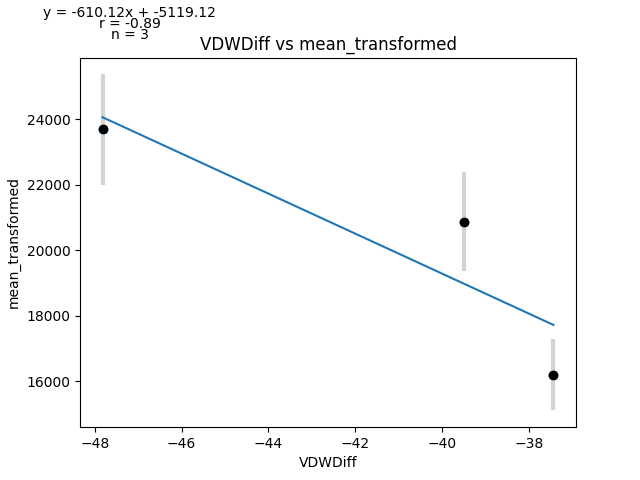 y = -610.12x + -5119.12
r = -0.89
n = 3
VDWDiff vs mean_transformed
mean_transformed
24000
22000
20000
18000
16000
−48 −46 −44 −42 −40 −38
VDWDiff